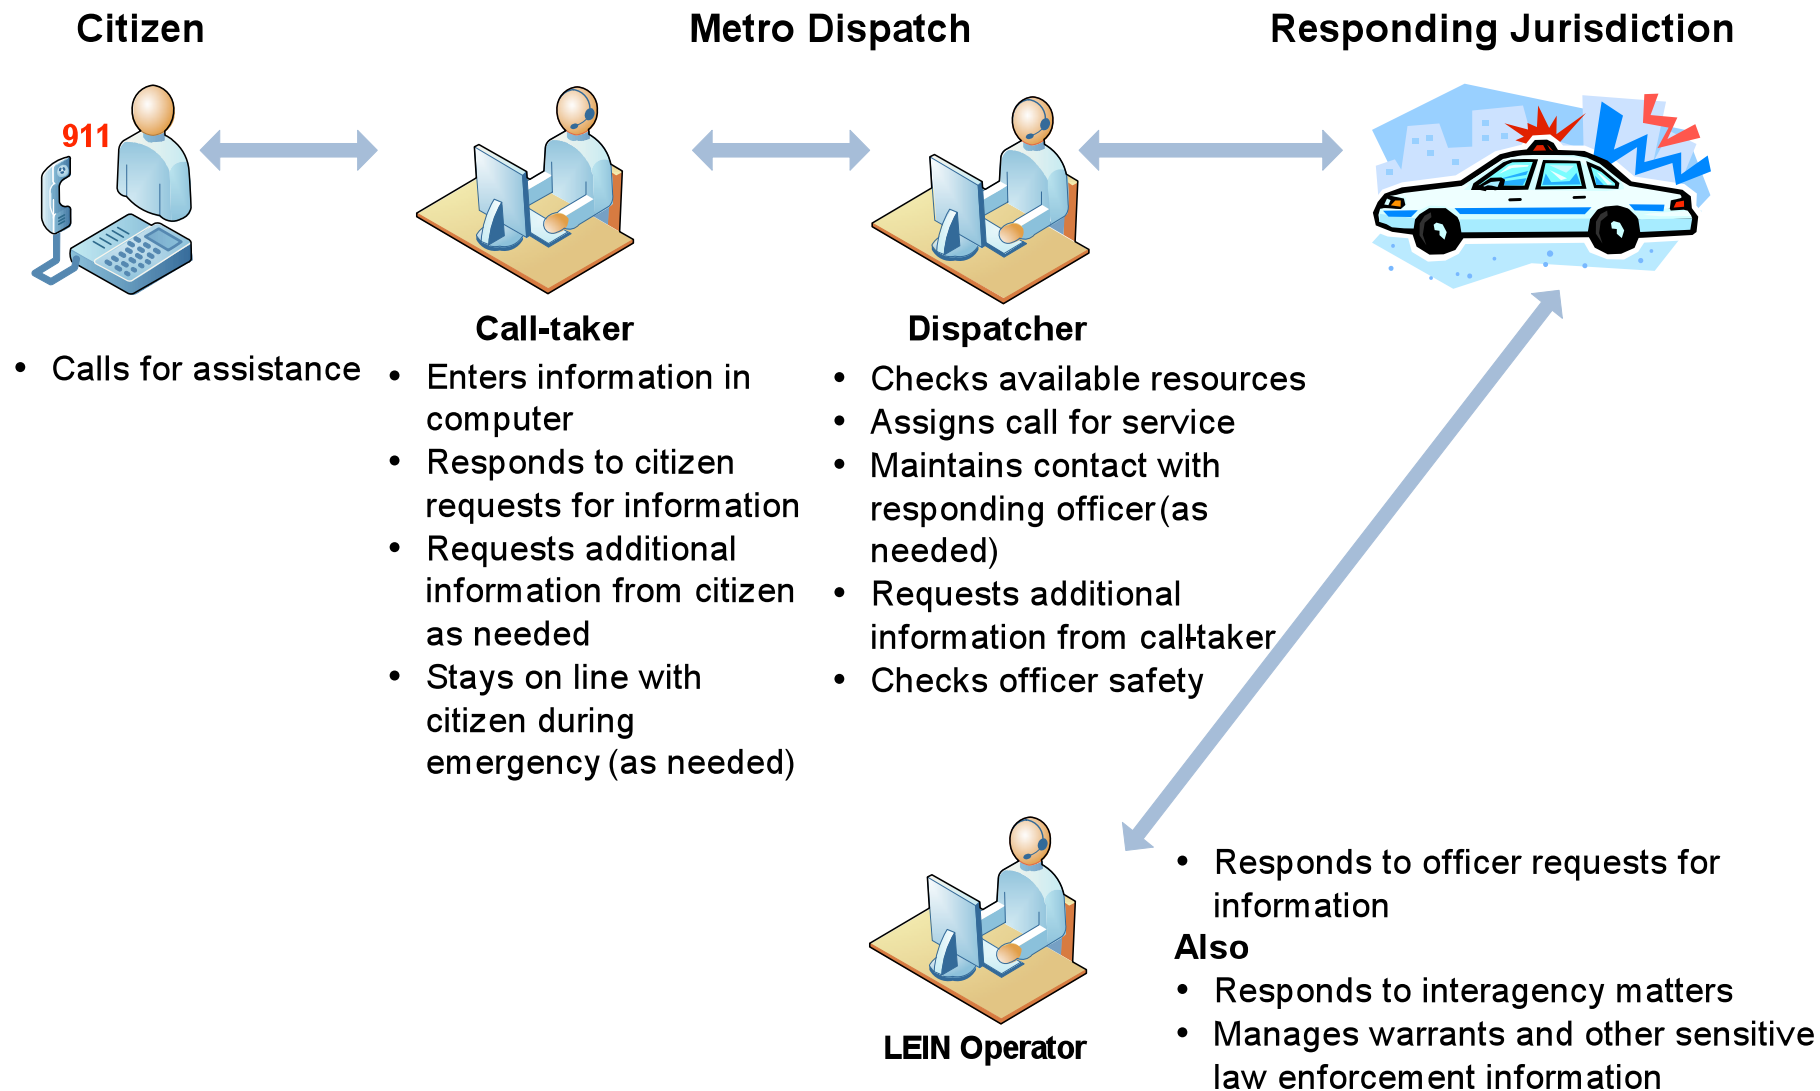 Citizen
Metro Dispatch
Responding Jurisdiction
911
• Calls for assistance
Call-taker
• Enters information in
computer
• Responds to citizen
requests for information
• Requests additional
information from citizen
as needed
• Stays on line with
citizen during
emergency (as needed)
Dispatcher
• Checks available resources
• Assigns call for service
• Maintains contact with
responding officer (as
needed)
• Requests additional
information from call-taker
• Checks officer safety
LEIN Operator
• Responds to officer requests for
information
Also
• Responds to interagency matters
• Manages warrants and other sensitive
law enforcement information